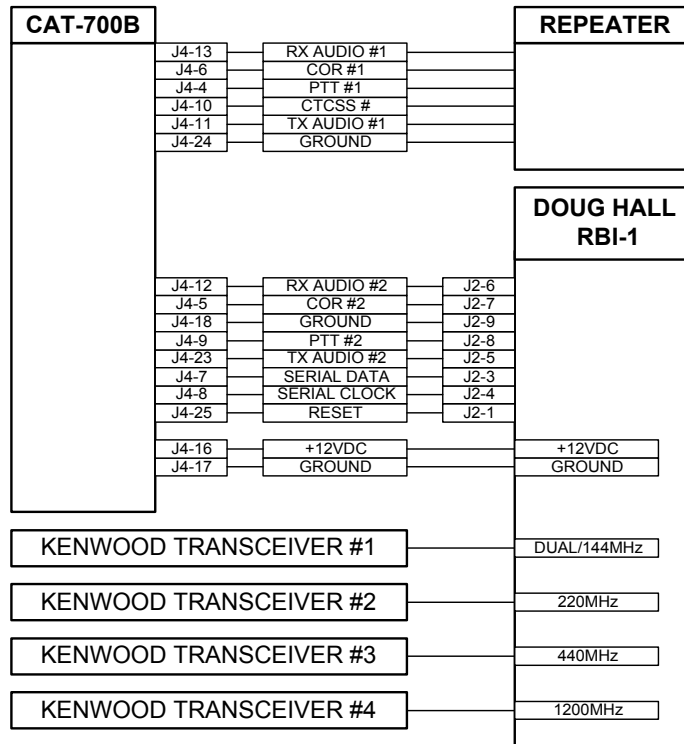 CAT-700B REPEATER
J4-13 RX AUDIO #1
J4-6 COR #1
J4-4 PTT #1
J4-10 CTCSS #
J4-11 TX AUDIO #1
J4-24 GROUND
DOUG HALL
RBI-1
J4-12 RX AUDIO #2 J2-6
J4-5 COR #2 J2-7
J4-18 GROUND J2-9
J4-9 PTT #2 J2-8
J4-23 TX AUDIO #2 J2-5
J4-7 SERIAL DATA J2-3
J4-8 SERIAL CLOCK J2-4
J4-25 RESET J2-1
J4-16 +12VDC +12VDC
J4-17 GROUND GROUND
KENWOOD TRANSCEIVER #1 DUAL/144MHz
KENWOOD TRANSCEIVER #2 220MHz
KENWOOD TRANSCEIVER #3 440MHz
KENWOOD TRANSCEIVER #4 1200MHz